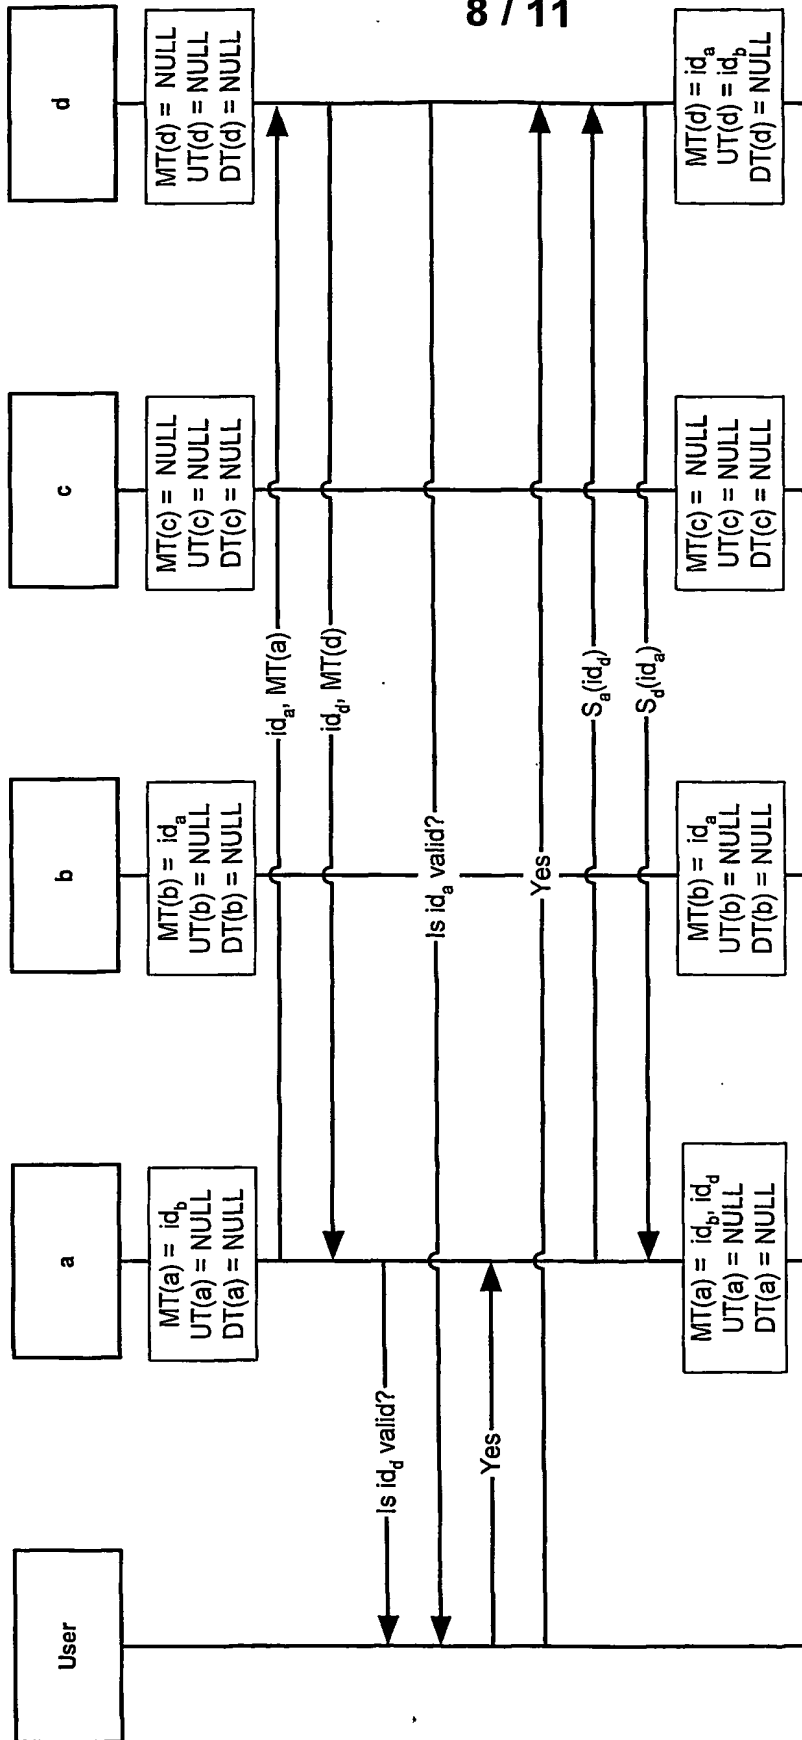 8 / 11
User
a
b
c
d
MT(a) = id_b
UT(a) = NULL
DT(a) = NULL
MT(b) = id_a
UT(b) = NULL
DT(b) = NULL
MT(c) = NULL
UT(c) = NULL
DT(c) = NULL
MT(d) = NULL
UT(d) = NULL
DT(d) = NULL
id_a, MT(a)
id_d, MT(d)
Is id_d valid?
Is id_a valid?
Yes
Yes
S_a(id_d)
S_d(id_a)
MT(a) = id_b, id_d
UT(a) = NULL
DT(a) = NULL
MT(b) = id_a
UT(b) = NULL
DT(b) = NULL
MT(c) = NULL
UT(c) = NULL
DT(c) = NULL
MT(d) = id_a
UT(d) = id_b
DT(d) = NULL